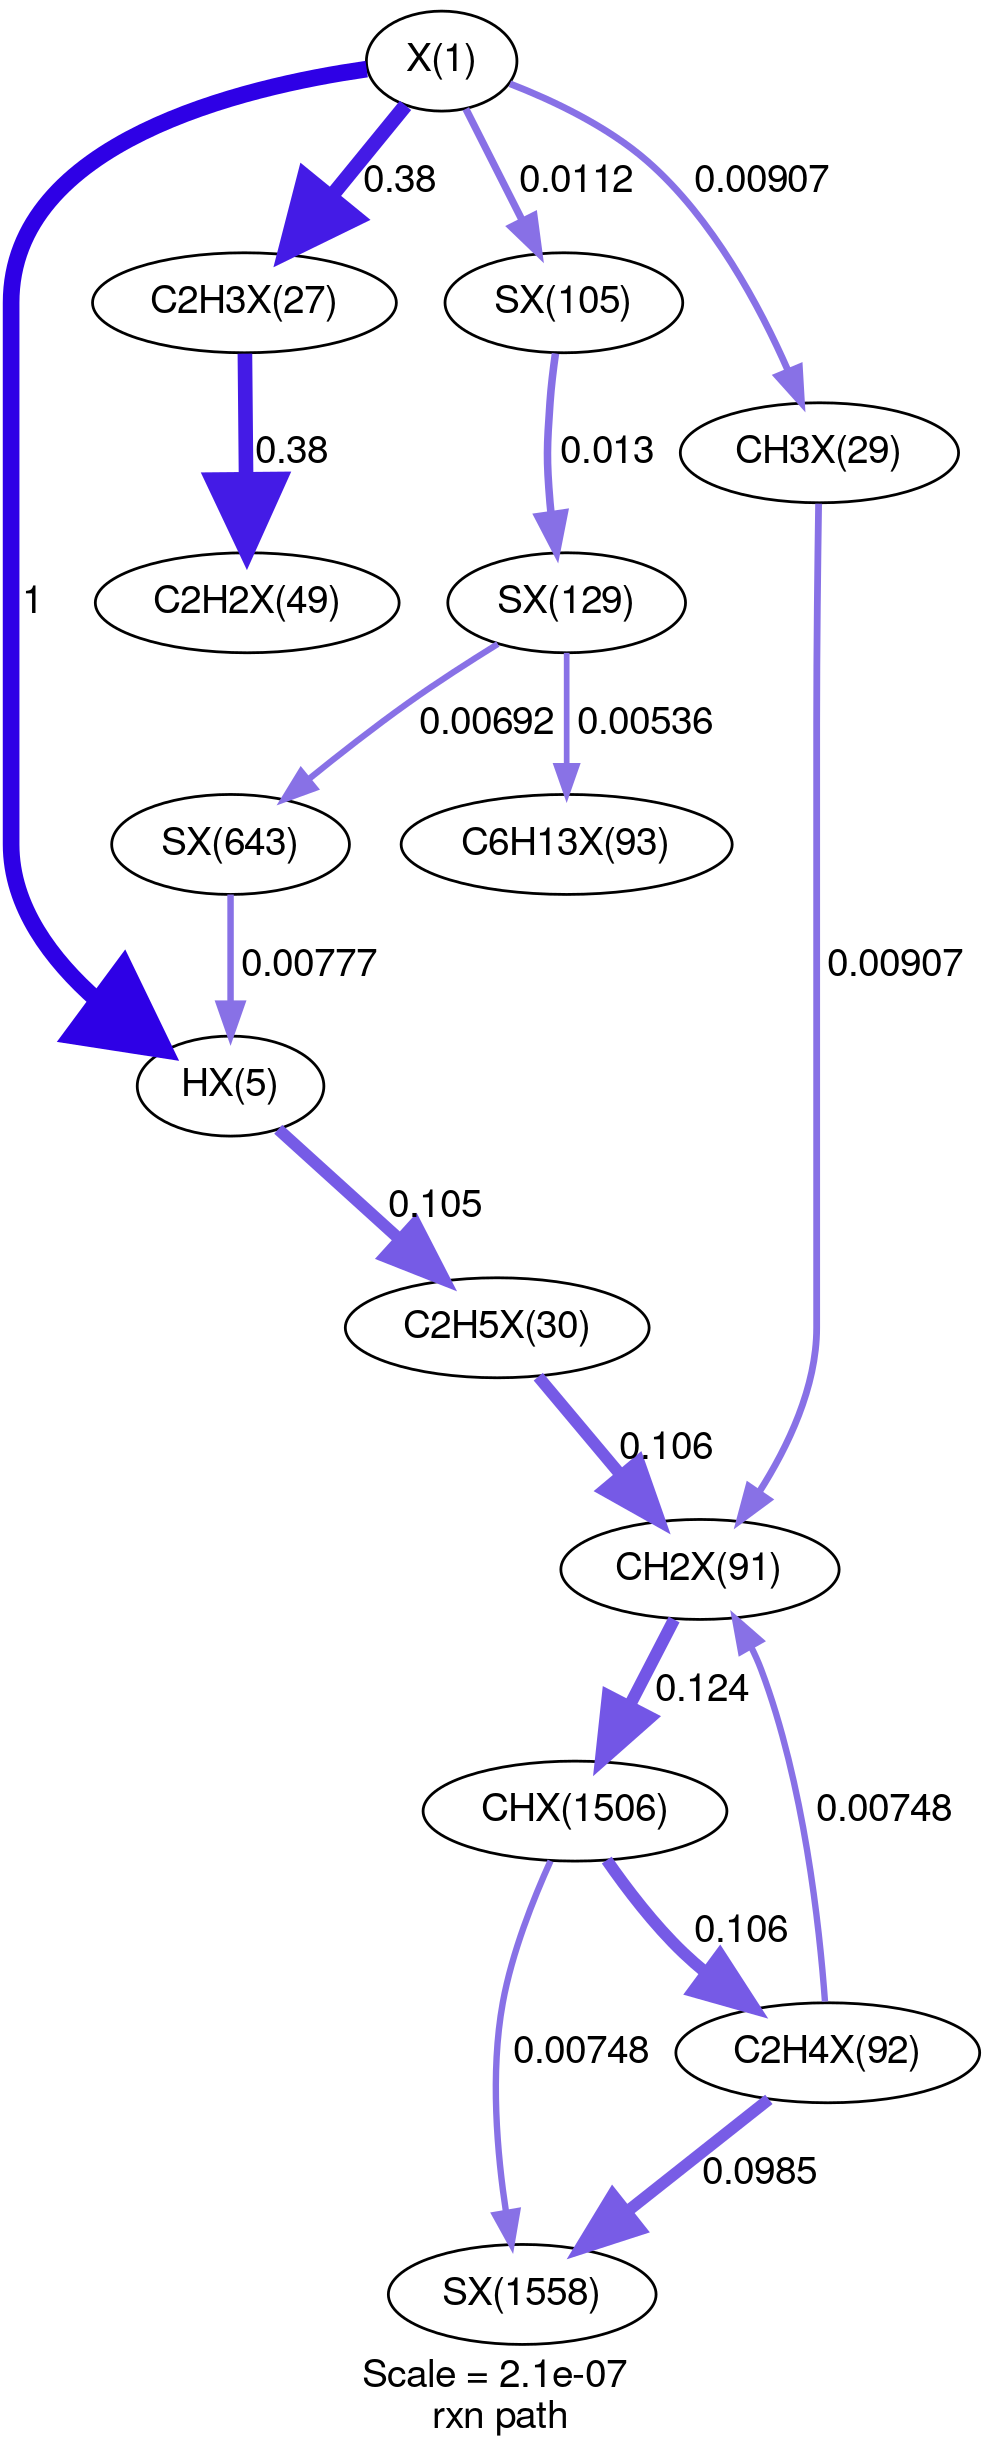 X(1)
0.38
0.0112
0.00907
C2H3X(27)
SX(105)
CH3X(29)
0.38
0.013
1
C2H2X(49)
SX(129)
0.00692
0.00536
SX(643)
C6H13X(93)
0.00777
0.00907
HX(5)
0.105
C2H5X(30)
0.106
CH2X(91)
0.124
CHX(1506)
0.00748
0.106
0.00748
C2H4X(92)
0.0985
SX(1558)
Scale = 2.1e-07
rxn path